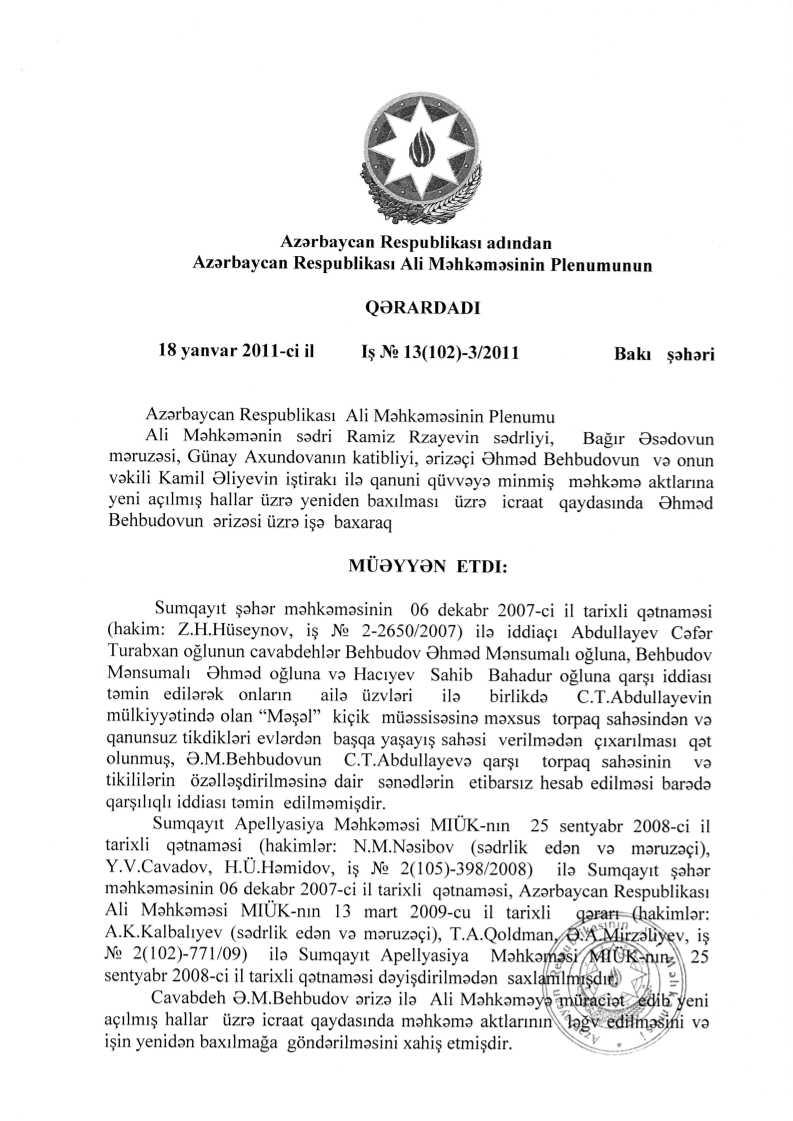 Azərbaycan Respublikası adından
Azərbaycan Respublikası Ali Məhkəməsinin Plenumunun
QƏRARDADI
18 yanvar 2011-ci il Iş № 13(102)-3/2011 Bakı şəhəri
Azərbaycan Respublikası Ali Məhkəməsinin Plenumu
Ali Məhkəmənin sədri Ramiz Rzayevin sədrliyi, Bağır Əsədovun
məruzəsi, Günay Axundovanın katibliyi, ərizəçi Əhməd Behbudovun və onun
vəkili Kamil Əliyevin iştirakı ilə qanuni qüvvəyə minmiş məhkəmə aktlarına
yeni açılmış hallar üzrə yeniden baxılması üzrə icraat qaydasında Əhməd
Behbudovun ərizəsi üzrə işə baxaraq
MÜƏYYƏN ETDI:
Sumqayıt şəhər məhkəməsinin 06 dekabr 2007-ci il tarixli qətnaməsi
(hakim: Z.H.Hüseynov, iş № 2-2650/2007) ilə iddiaçı Abdullayev Cəfər
Turabxan oğlunun cavabdehlər Behbudov Əhməd Mənsumalı oğluna, Behbudov
Mənsumalı Əhməd oğluna və Hacıyev Sahib Bahadur oğluna qarşı iddiası
təmin edilərək onların ailə üzvləri ilə birlikdə C.T.Abdullayevin
mülkiyyətində olan “Məşəl” kiçik müəssisəsinə məxsus torpaq sahəsindən və
qanunsuz tikdikləri evlərdən başqa yaşayış sahəsi verilmədən çıxarılması qət
olunmuş, Ə.M.Behbudovun C.T.Abdullayevə qarşı torpaq sahəsinin və
tikililərin özəlləşdirilməsinə dair sənədlərin etibarsız hesab edilməsi barədə
qarşılıqlı iddiası təmin edilməmişdir.
Sumqayıt Apellyasiya Məhkəməsi MIÜK-nın 25 sentyabr 2008-ci il
tarixli qətnaməsi (hakimlər: N.M.Nəsibov (sədrlik edən və məruzəçi),
Y.V.Cavadov, H.Ü.Həmidov, iş № 2(105)-398/2008) ilə Sumqayıt şəhər
məhkəməsinin 06 dekabr 2007-ci il tarixli qətnaməsi, Azərbaycan Respublikası
Ali Məhkəməsi MIÜK-nın 13 mart 2009-cu il tarixli qərarı (hakimlər:
A.K.Kalbalıyev (sədrlik edən və məruzəçi), T.A.Qoldman, Ə.A.Mirzəliyev, iş
№ 2(102)-771/09) ilə Sumqayıt Apellyasiya Məhkəməsi MIÜK-nın 25
sentyabr 2008-ci il tarixli qətnaməsi dəyişdirilmədən saxlanılmışdır.
Cavabdeh Ə.M.Behbudov ərizə ilə Ali Məhkəməyə müraciət edib yeni
açılmış hallar üzrə icraat qaydasında məhkəmə aktlarının ləğv edilməsini və
işin yenidən baxılmağa göndərilməsini xahiş etmişdir.